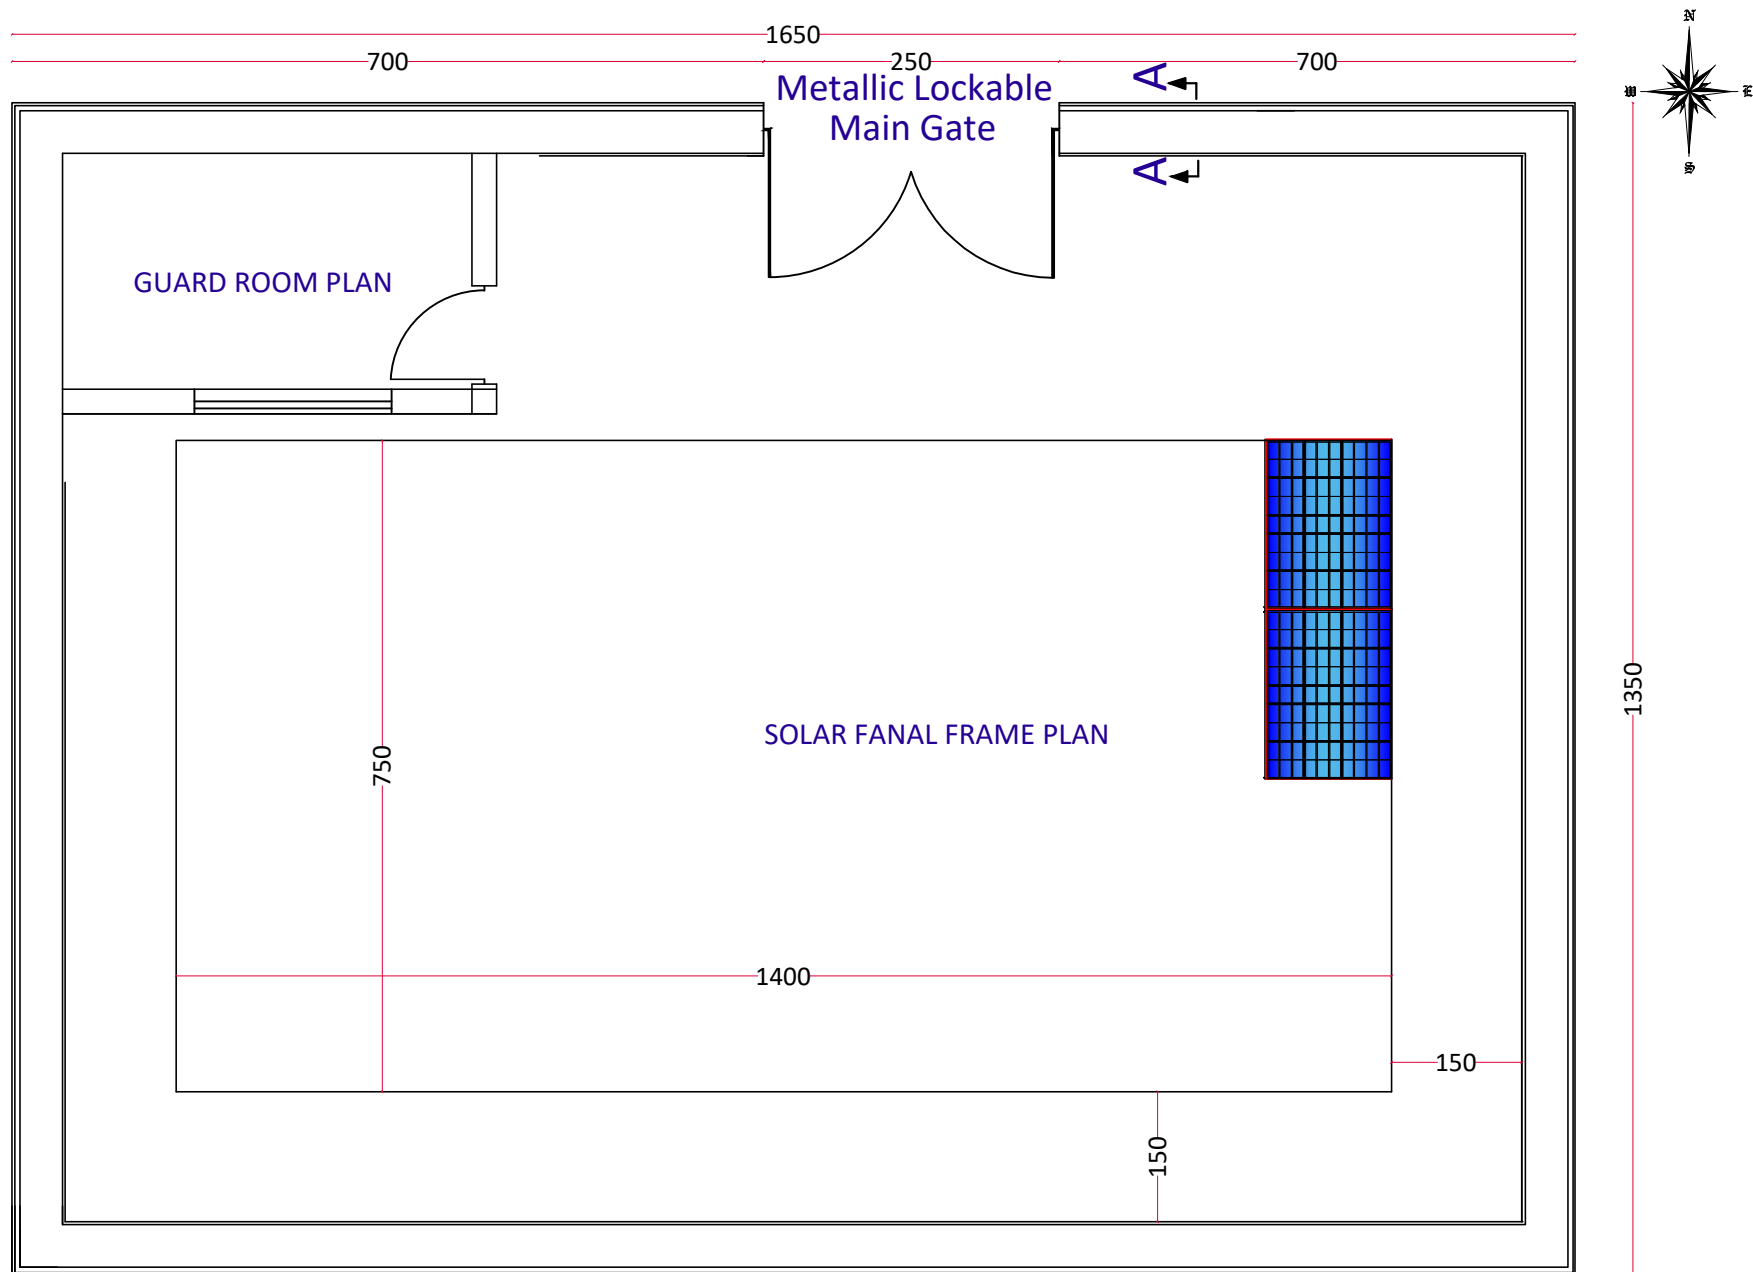 1650
700
250
700
N
W
E
S
Metallic Lockable
Main Gate
A
A
GUARD ROOM PLAN
1350
SOLAR FANAL FRAME PLAN
750
1400
150
150